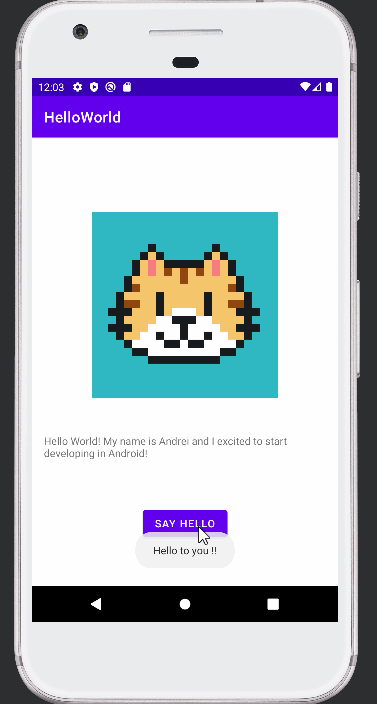 12:03
HelloWorld
Hello World! My name is Andrei and I excited to start
developing in Android!
SAY HELLO
Hello to you !!